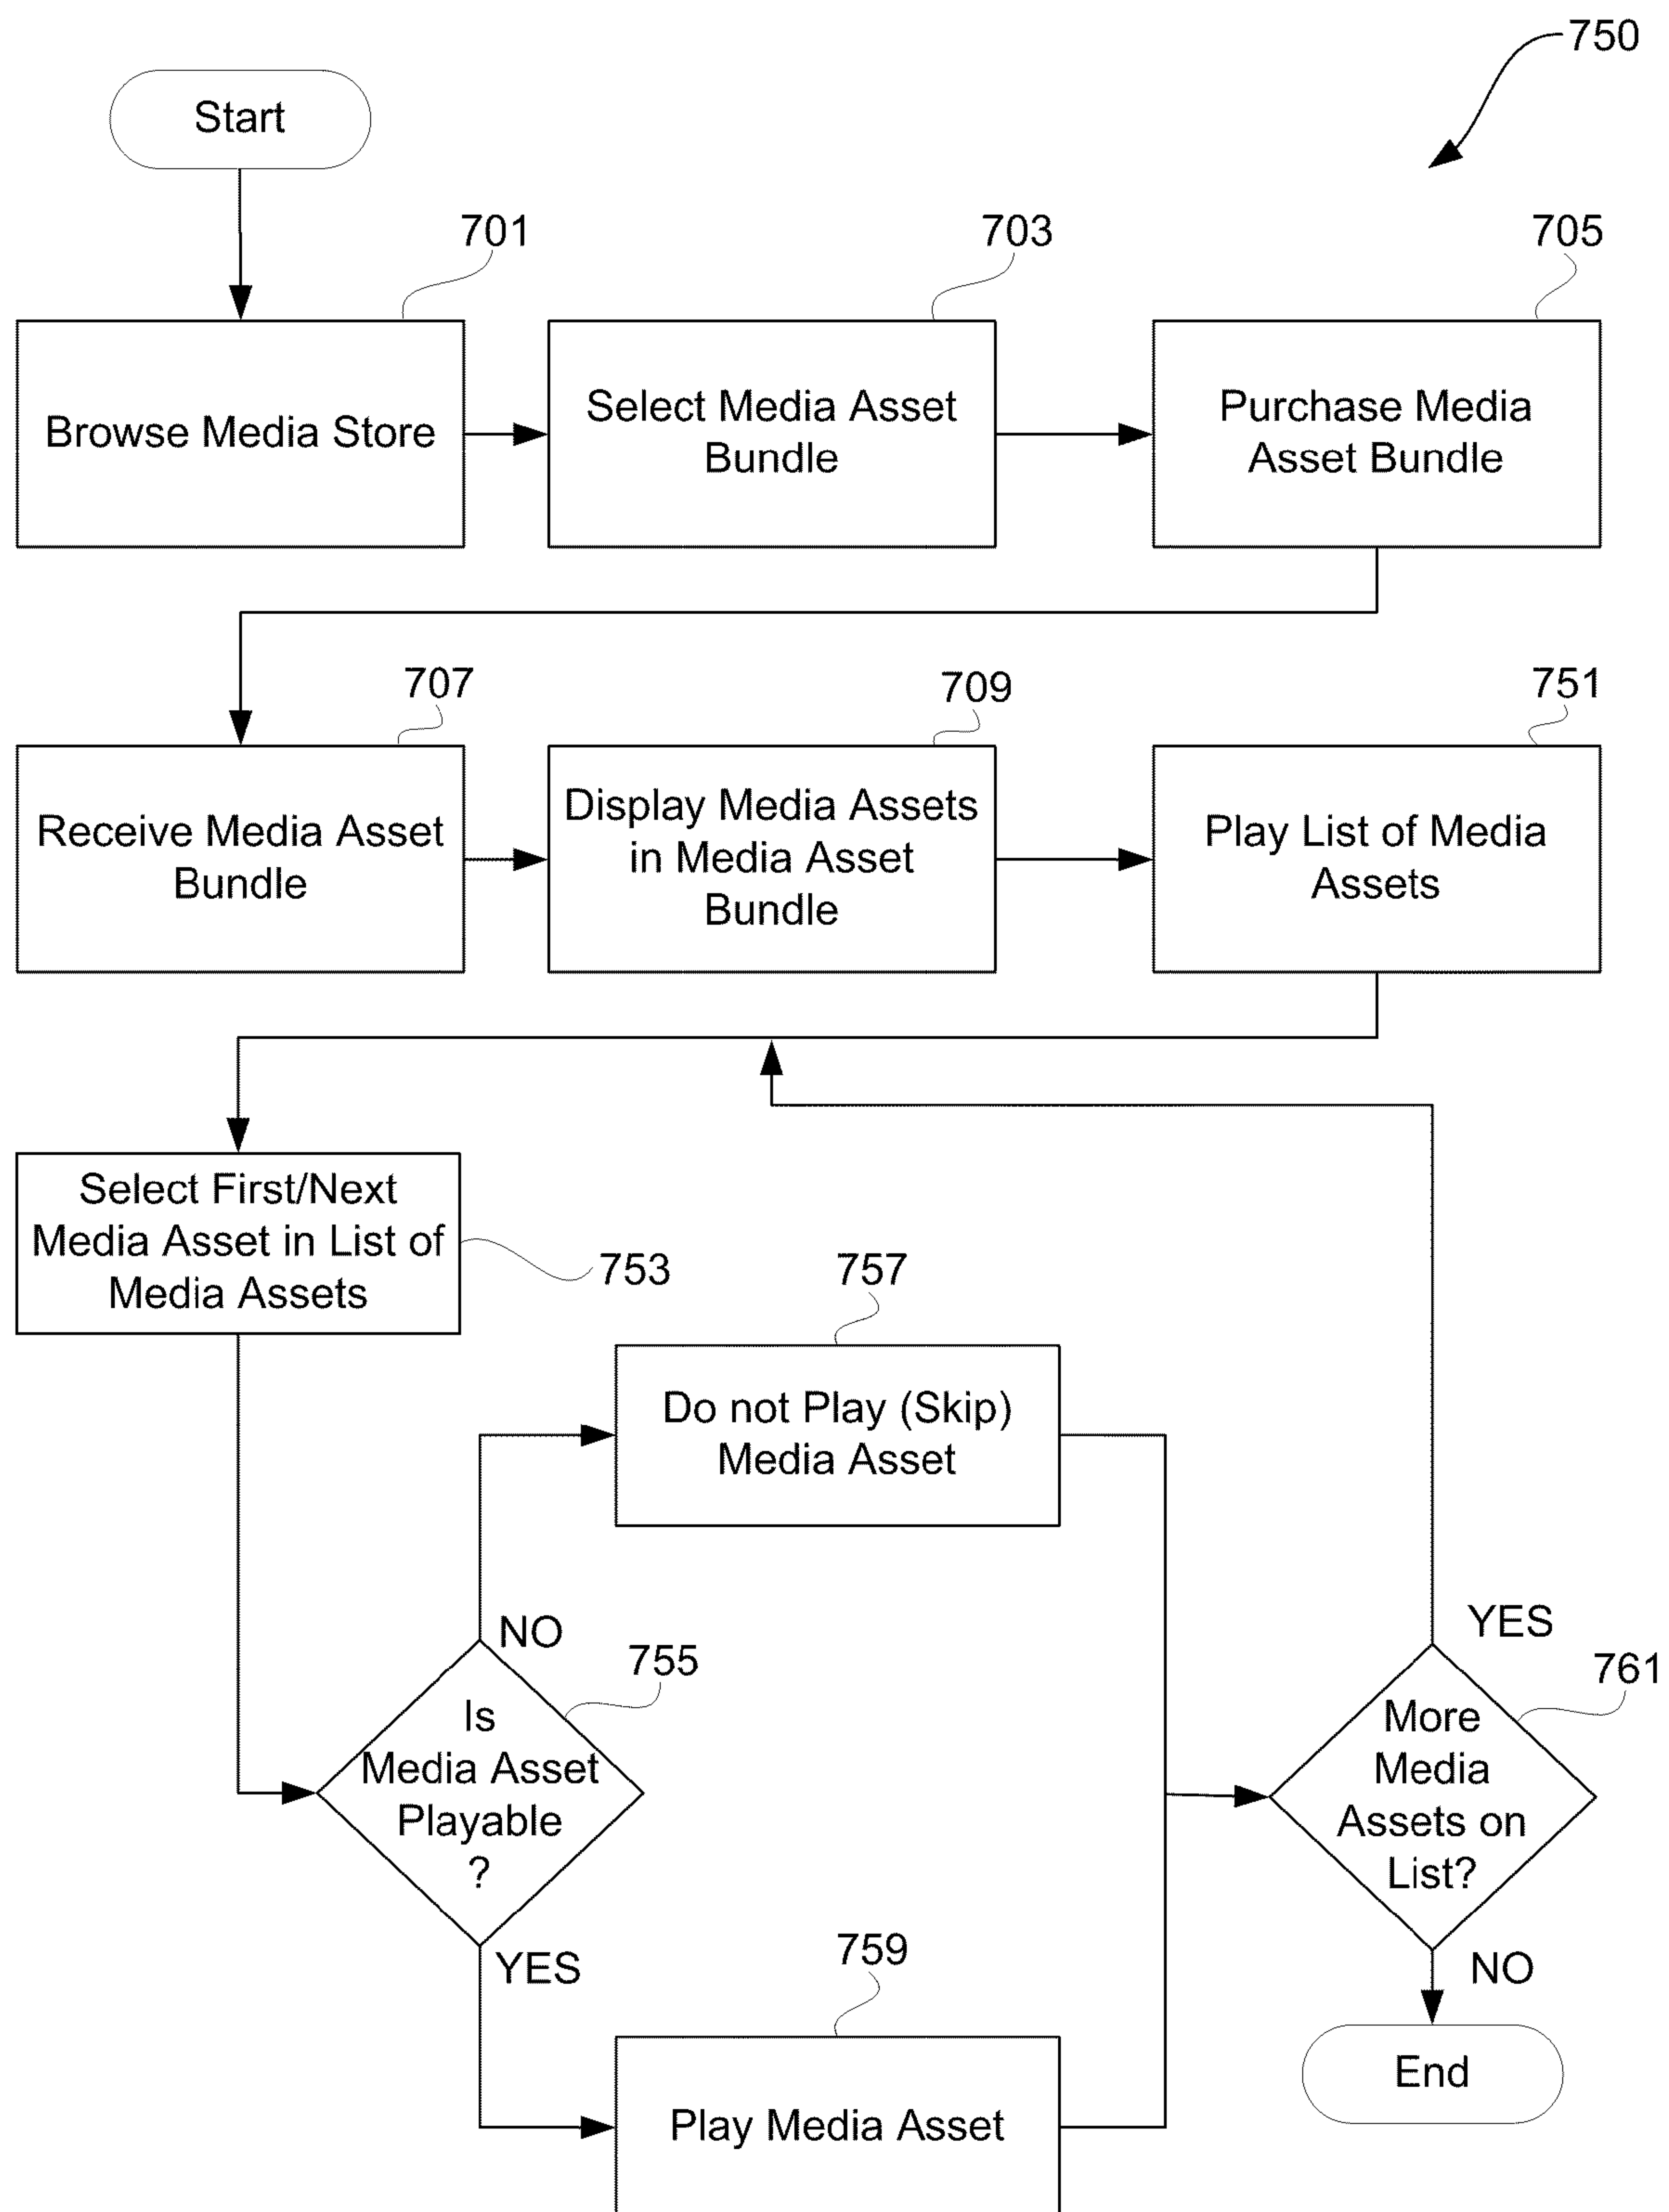 750
Start
701
703
705
Browse Media Store
Select Media Asset
Bundle
Purchase Media
Asset Bundle
707
709
751
Receive Media Asset
Bundle
Display Media Assets
in Media Asset
Bundle
Play List of Media
Assets
Select First/Next
Media Asset in List of
Media Assets
753
757
Do not Play (Skip)
Media Asset
NO
755
Is
Media Asset
Playable
?
YES
759
Play Media Asset
YES
761
More
Media
Assets on
List?
NO
End